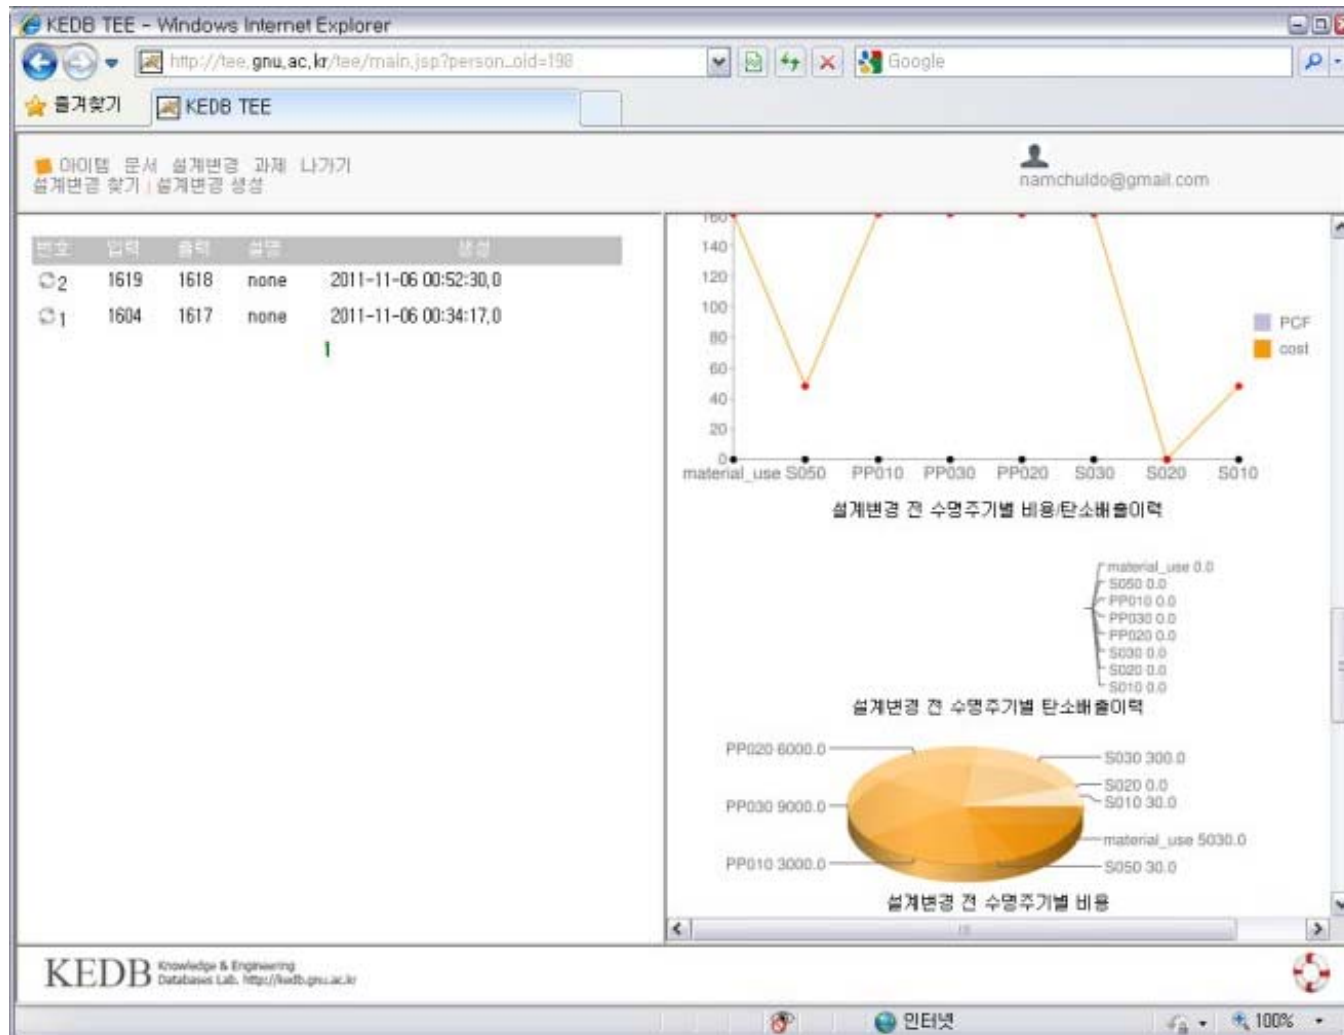 KEDB TEE - Windows Internet Explorer
http://tee.gnu.ac.kr/tee/main.jsp?person_oid=198
Google
즐겨찾기
KEDB TEE
아이템 문서 설계변경 과제 나가기
설계변경 찾기 | 설계변경 생성
namchuldo@gmail.com
번호 입력 출력 설명 생성
2 1619 1618 none 2011-11-06 00:52:30,0
1 1604 1617 none 2011-11-06 00:34:17,0
1
160
140
120
100
80
60
40
20
0
material_use S050 PP010 PP030 PP020 S030 S020 S010
PCF
cost
설계변경 전 수명주기별 비용/탄소배출이력
material_use 0.0
S050 0.0
PP010 0.0
PP030 0.0
PP020 0.0
S030 0.0
S020 0.0
S010 0.0
설계변경 전 수명주기별 탄소배출이력
PP020 6000.0
S030 300.0
S020 0.0
S010 30.0
PP030 9000.0
material_use 5030.0
PP010 3000.0
S050 30.0
설계변경 전 수명주기별 비용
KEDB Knowledge & Engineering
Databases Lab. http://kedb.gnu.ac.kr
인터넷
100%